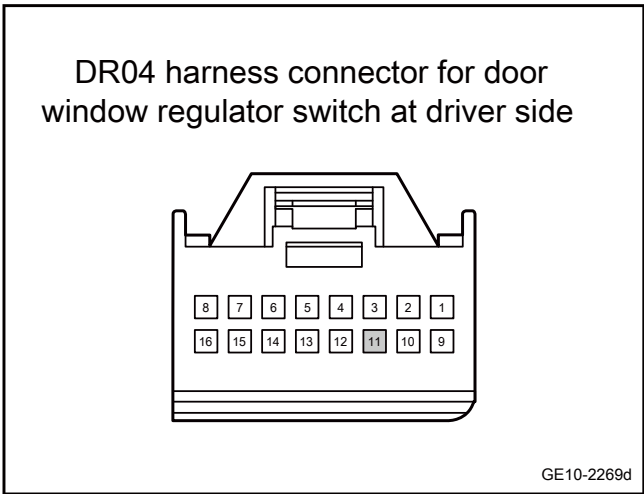 DR04 harness connector for door
window regulator switch at driver side
8 7 6 5 4 3 2 1
16 15 14 13 12 11 10 9
GE10-2269d